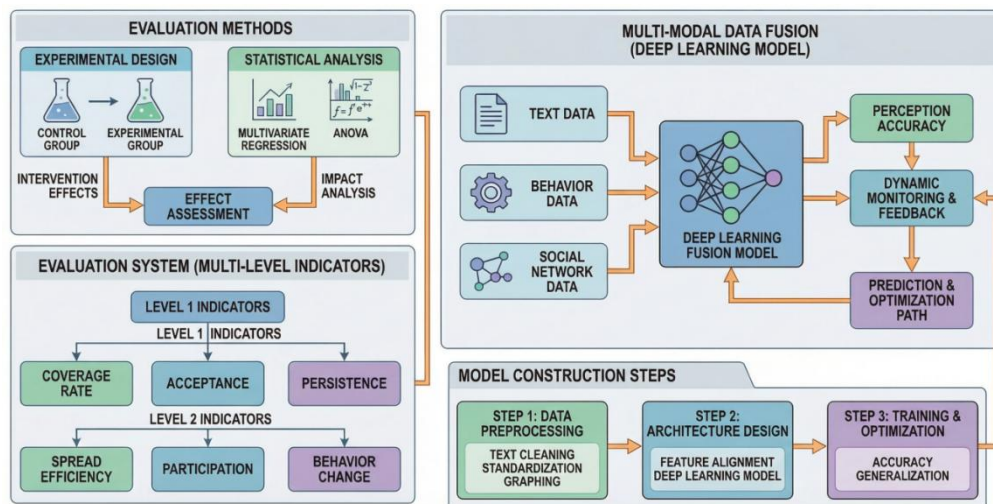 EVALUATION METHODS
EXPERIMENTAL DESIGN
CONTROL
GROUP
EXPERIMENTAL
GROUP
STATISTICAL ANALYSIS
MULTIVARIATE
REGRESSION
ANOVA
INTERVENTION
EFFECTS
IMPACT
ANALYSIS
EFFECT
ASSESSMENT
EVALUATION SYSTEM (MULTI-LEVEL INDICATORS)
LEVEL 1 INDICATORS
LEVEL 1 INDICATORS
COVERAGE
RATE
ACCEPTANCE
PERSISTENCE
LEVEL 2 INDICATORS
SPREAD
EFFICIENCY
PARTICIPATION
BEHAVIOR
CHANGE
MULTI-MODAL DATA FUSION
(DEEP LEARNING MODEL)
TEXT DATA
BEHAVIOR
DATA
SOCIAL
NETWORK
DATA
DEEP LEARNING
FUSION MODEL
PERCEPTION
ACCURACY
DYNAMIC
MONITORING &
FEEDBACK
PREDICTION &
OPTIMIZATION
PATH
MODEL CONSTRUCTION STEPS
STEP 1: DATA
PREPROCESSING
TEXT CLEANING
STANDARDIZATION
GRAPHING
STEP 2:
ARCHITECTURE DESIGN
FEATURE ALIGNMENT
DEEP LEARNING MODEL
STEP 3: TRAINING &
OPTIMIZATION
ACCURACY
GENERALIZATION